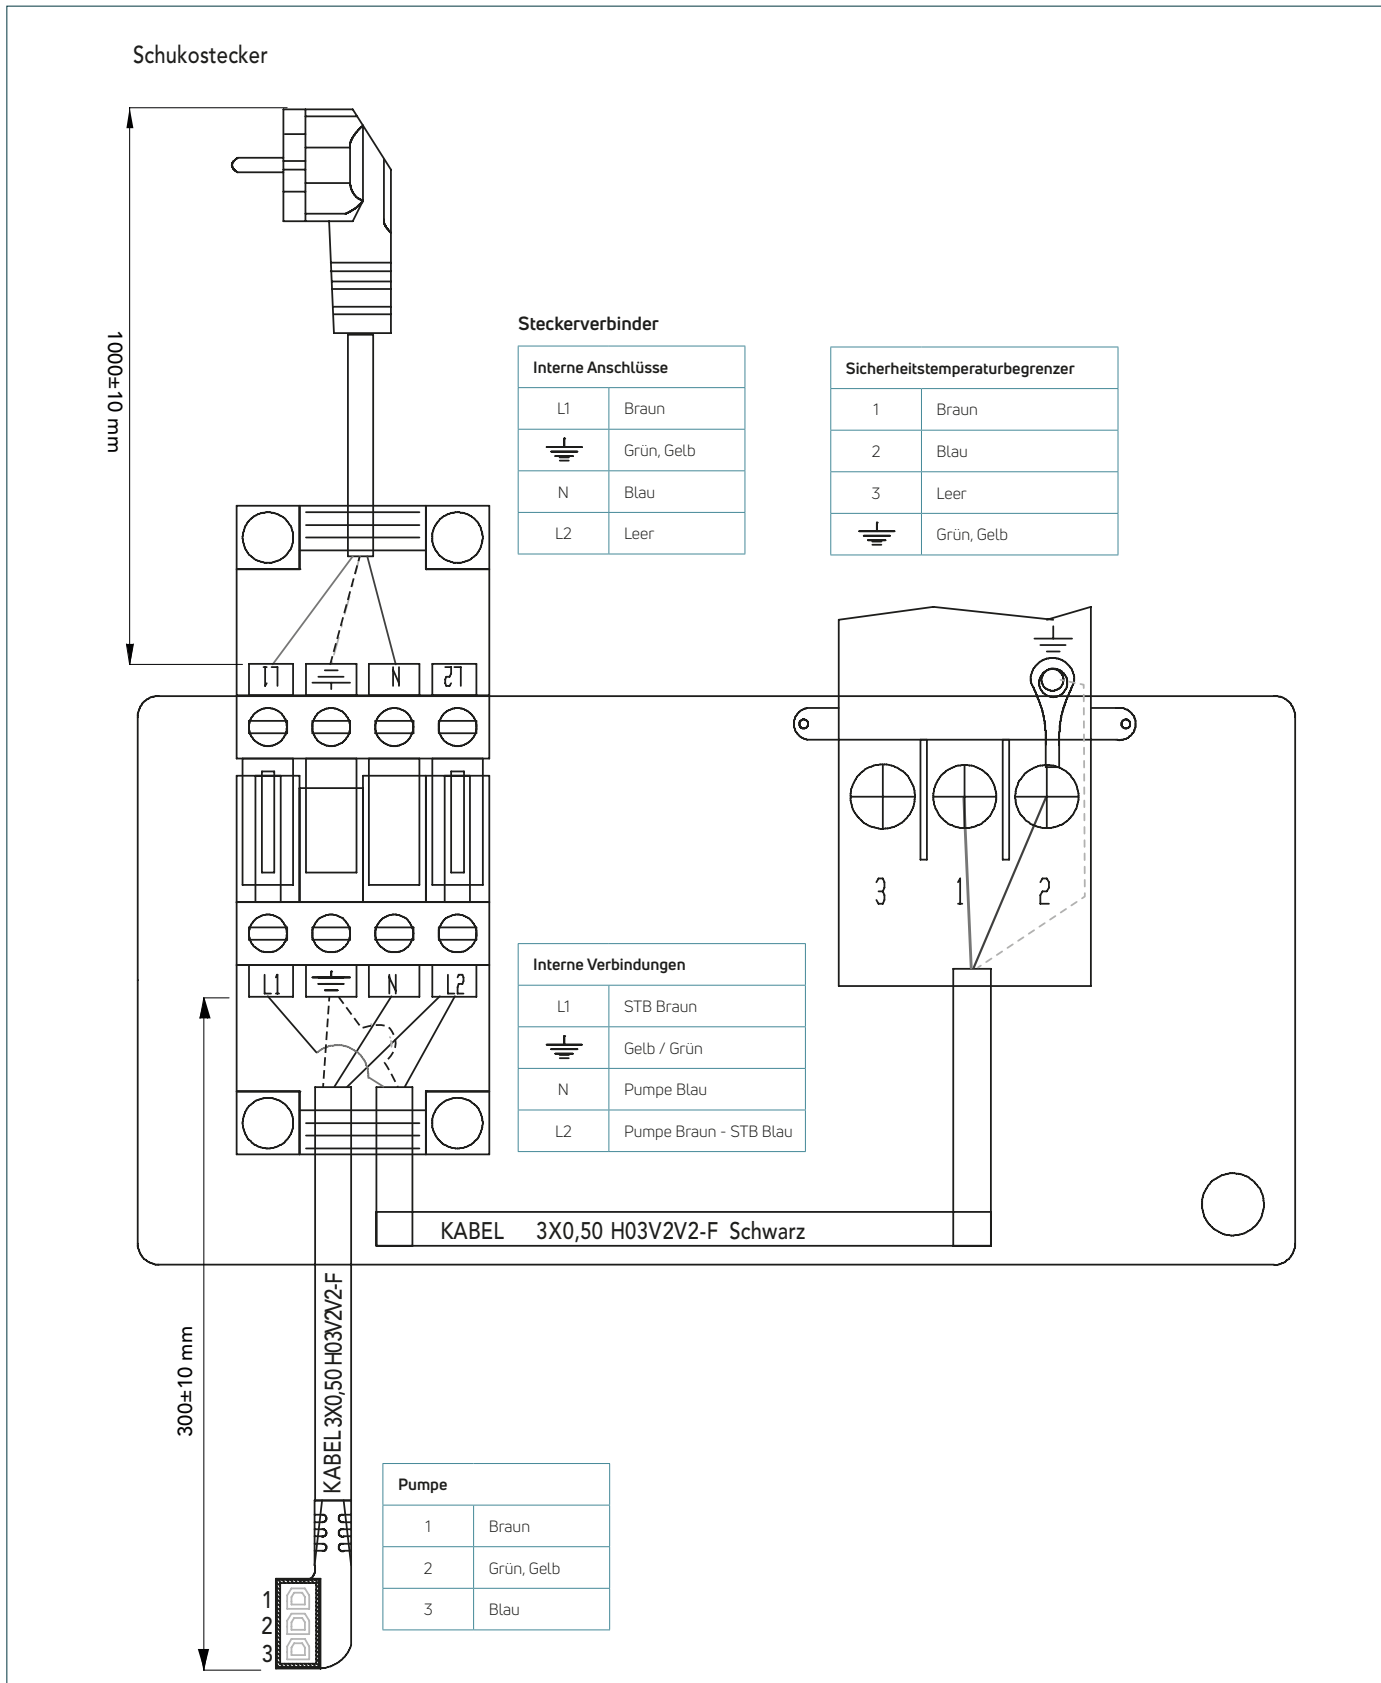 Schukostecker
1000±10 mm
Steckerverbinder
Interne Anschlüsse
L1 Braun
Grün, Gelb
N Blau
L2 Leer
Sicherheitstemperaturbegrenzer
1 Braun
2 Blau
3 Leer
Grün, Gelb
L1 N L2
3 1 2
L1 N L2
Interne Verbindungen
L1 STB Braun
Gelb / Grün
N Pumpe Blau
L2 Pumpe Braun - STB Blau
KABEL 3X0,50 H03V2V2-F Schwarz
KABEL 3X0,50 H03V2V2-F
300±10 mm
Pumpe
1 Braun
2 Grün, Gelb
3 Blau
1
2
3